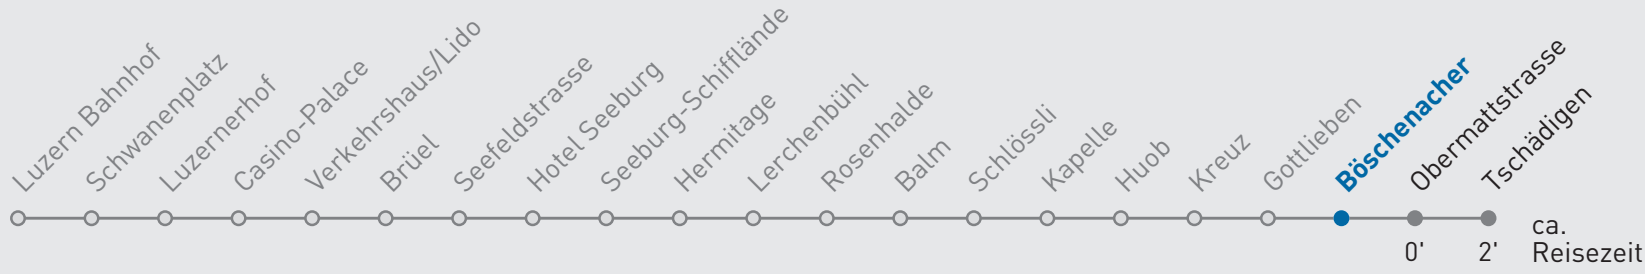 Luzern Bahnhof
Schwanenplatz
Luzernerhof
Casino-Palace
Verkehrshaus/Lido
Brüel
Seefeldstrasse
Hotel Seeburg
Seeburg-Schifflände
Hermitage
Lerchenbühl
Rosenhalde
Balm
Schlössli
Kapelle
Huob
Kreuz
Gottlieben
Böschenacher
Obermattstrasse
Tschädigen
0'
2'
ca.
Reisezeit